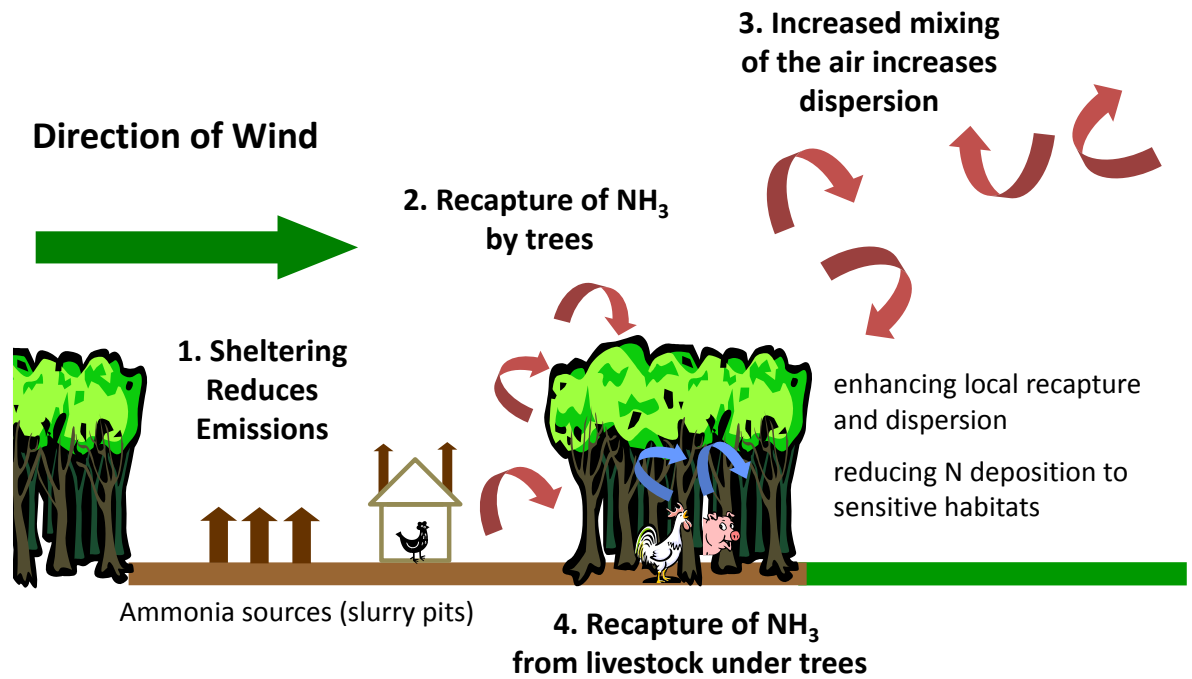 3. Increased mixing
of the air increases
dispersion
Direction of Wind
2. Recapture of NH₃
by trees
1. Sheltering
Reduces
Emissions
enhancing local recapture
and dispersion
reducing N deposition to
sensitive habitats
Ammonia sources (slurry pits)
4. Recapture of NH₃
from livestock under trees